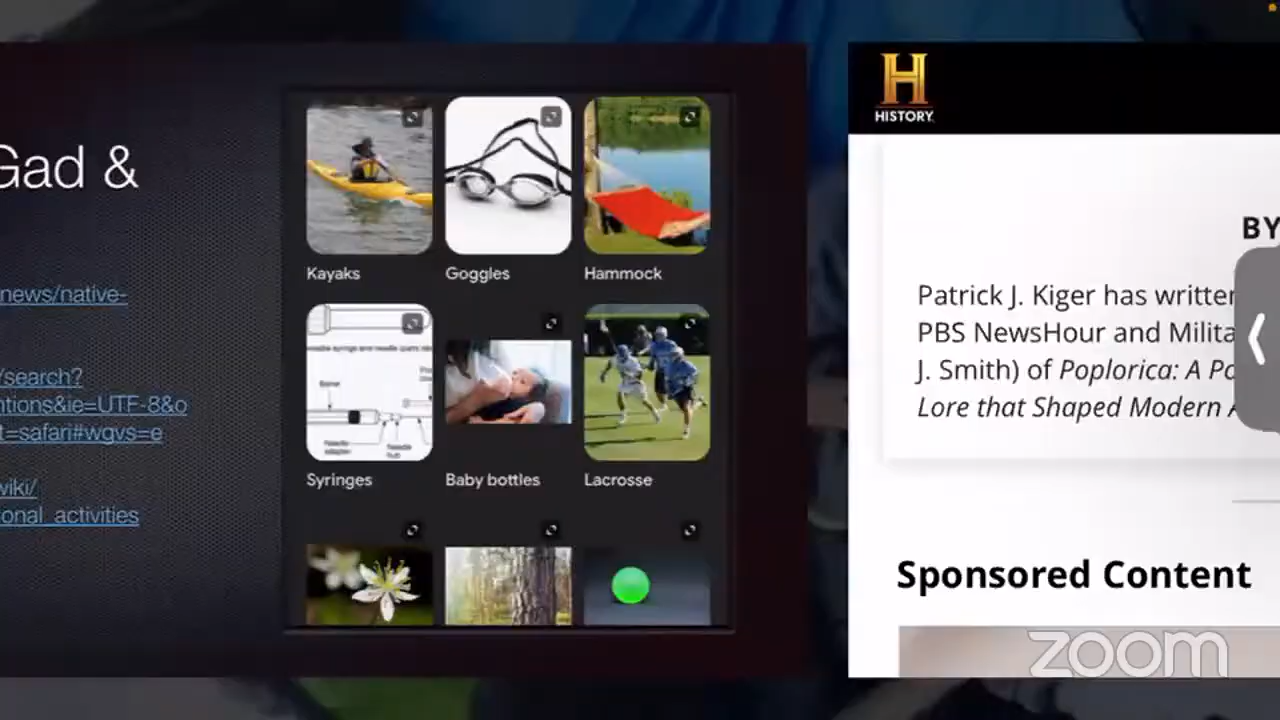 Gad &
news/native-
/search?
ntions&ie=UTF-8&o
t=safari#wgvs=e
wiki/
onal_activities
Kayaks
Goggles
Hammock
Syringes
Baby bottles
Lacrosse
H
HISTORY
BY
Patrick J. Kiger has written
PBS NewsHour and Milita
J. Smith) of Poplorica: A Po
Lore that Shaped Modern A
Sponsored Content
zoom